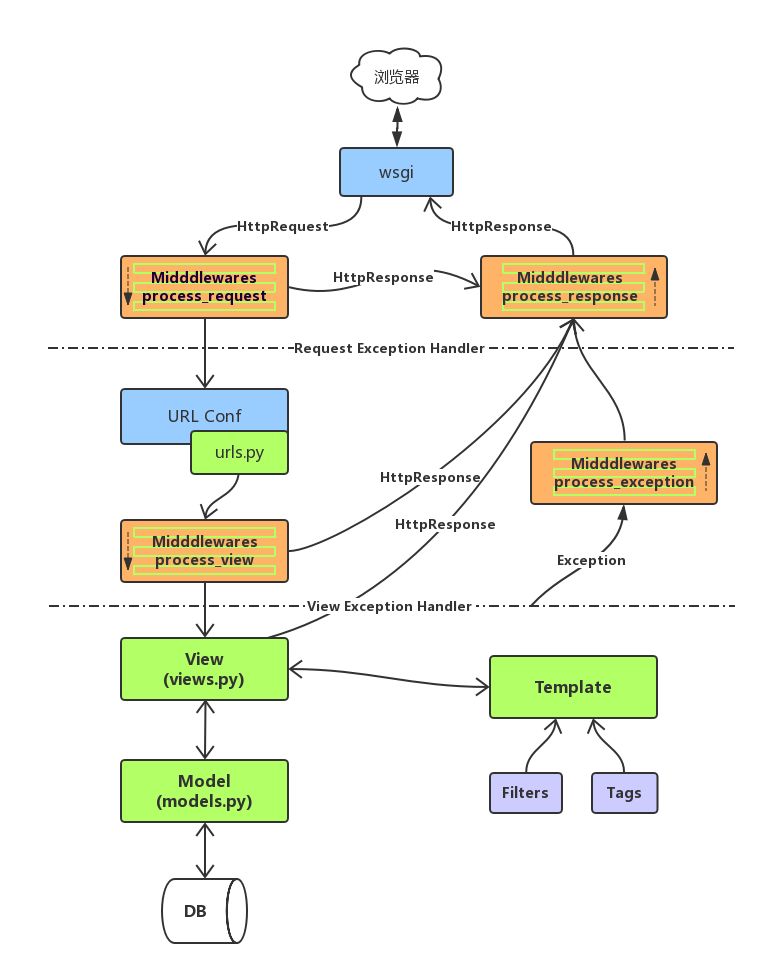 浏览器
wsgi
HttpRequest
HttpResponse
Midddlewares
process_request
HttpResponse
Midddlewares
process_response
Request Exception Handler
URL Conf
urls.py
HttpResponse
Midddlewares
process_exception
HttpResponse
Midddlewares
process_view
Exception
View Exception Handler
View
(views.py)
Template
Model
(models.py)
Filters
Tags
DB